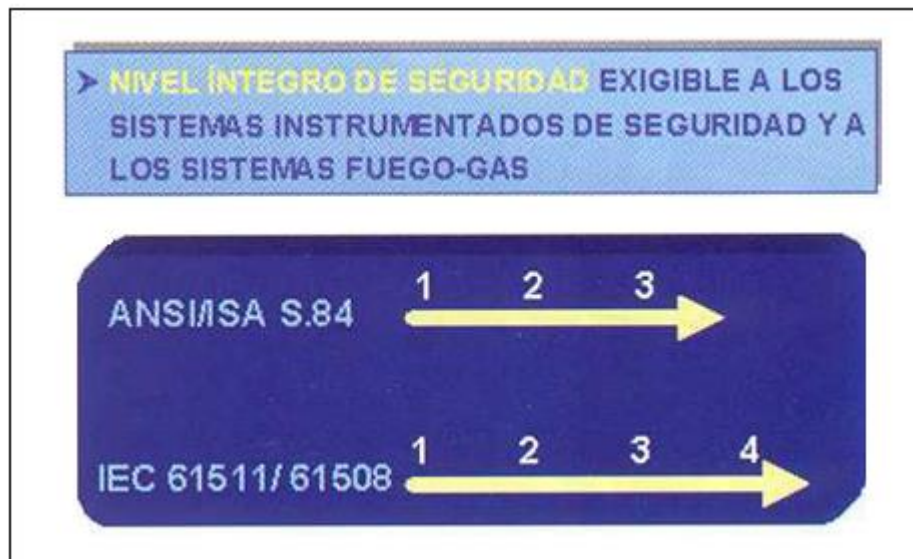 ➤ NIVEL ÍNTEGRO DE SEGURIDAD EXIGIBLE A LOS
SISTEMAS INSTRUMENTADOS DE SEGURIDAD Y A
LOS SISTEMAS FUEGO-GAS
1 2 3
ANSI/ISA S.84
1 2 3 4
IEC 61511/ 61508